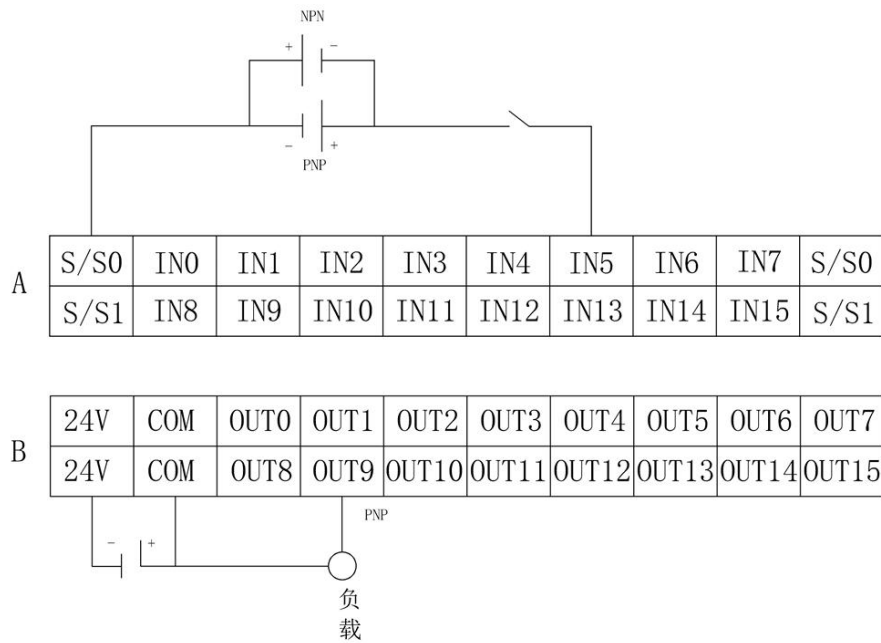 NPN
+ -
- +
PNP
A
S/S0 IN0 IN1 IN2 IN3 IN4 IN5 IN6 IN7 S/S0
S/S1 IN8 IN9 IN10 IN11 IN12 IN13 IN14 IN15 S/S1
B
24V COM OUT0 OUT1 OUT2 OUT3 OUT4 OUT5 OUT6 OUT7
24V COM OUT8 OUT9 OUT10 OUT11 OUT12 OUT13 OUT14 OUT15
PNP
- +
负
载